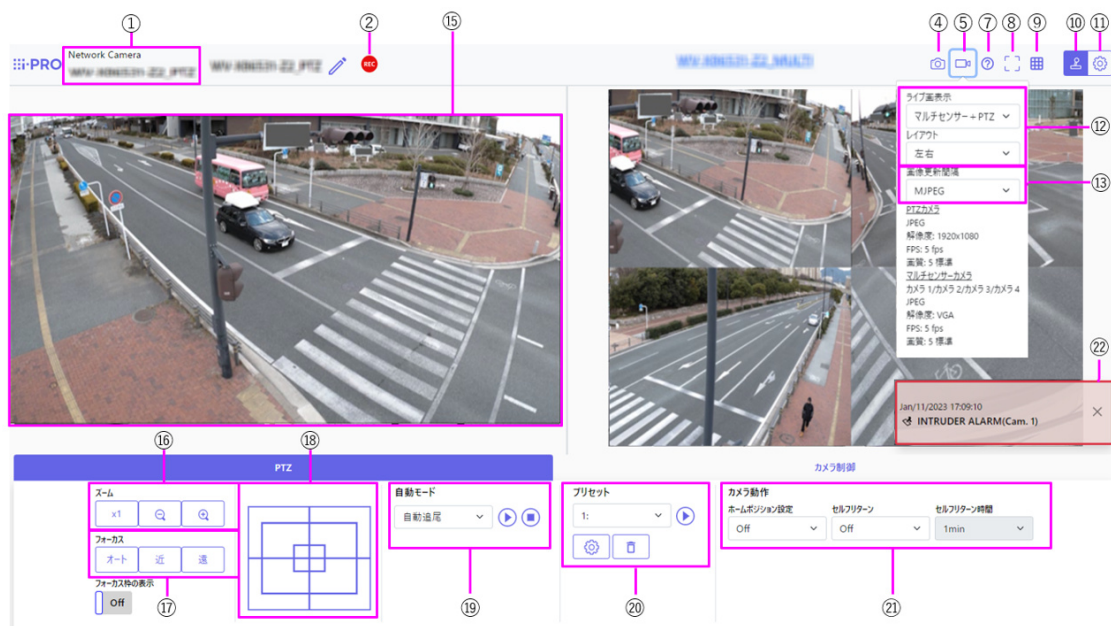 ①
②
⑮
④
⑤
⑦
⑧
⑨
⑩
⑪
i-PRO
Network Camera
REC
ライブ画表示
マルチセンサー+PTZ
⑫
レイアウト
左右
画像更新間隔
MJPEG
⑬
PTZカメラ
JPEG
解像度: 1920x1080
FPS: 5 fps
画質: 5 標準
マルチセンサーカメラ
カメラ 1/カメラ 2/カメラ 3/カメラ 4
JPEG
解像度: VGA
FPS: 5 fps
画質: 5 標準
㉒
Jan/11/2023 17:09:10
INTRUDER ALARM(Cam. 1)
⑯
⑱
PTZ
カメラ制御
ズーム
x1
フォーカス
オート 近 遠
フォーカス枠の表示
Off
⑰
自動モード
自動追尾
⑲
プリセット
1:
⑳
カメラ動作
ホームポジション設定 セルフリターン セルフリターン時間
Off Off 1min
㉑